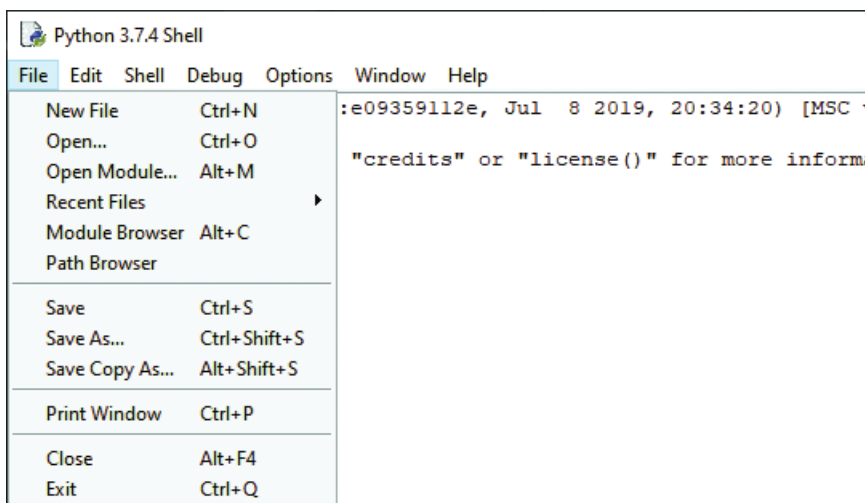 Python 3.7.4 Shell
File Edit Shell Debug Options Window Help
New File Ctrl+N
:e09359112e, Jul 8 2019, 20:34:20) [MSC
Open... Ctrl+O
Open Module... Alt+M
"credits" or "license()" for more
Recent Files
Module Browser Alt+C
Path Browser
Save Ctrl+S
Save As... Ctrl+Shift+S
Save Copy As... Alt+Shift+S
Print Window Ctrl+P
Close Alt+F4
Exit Ctrl+Q